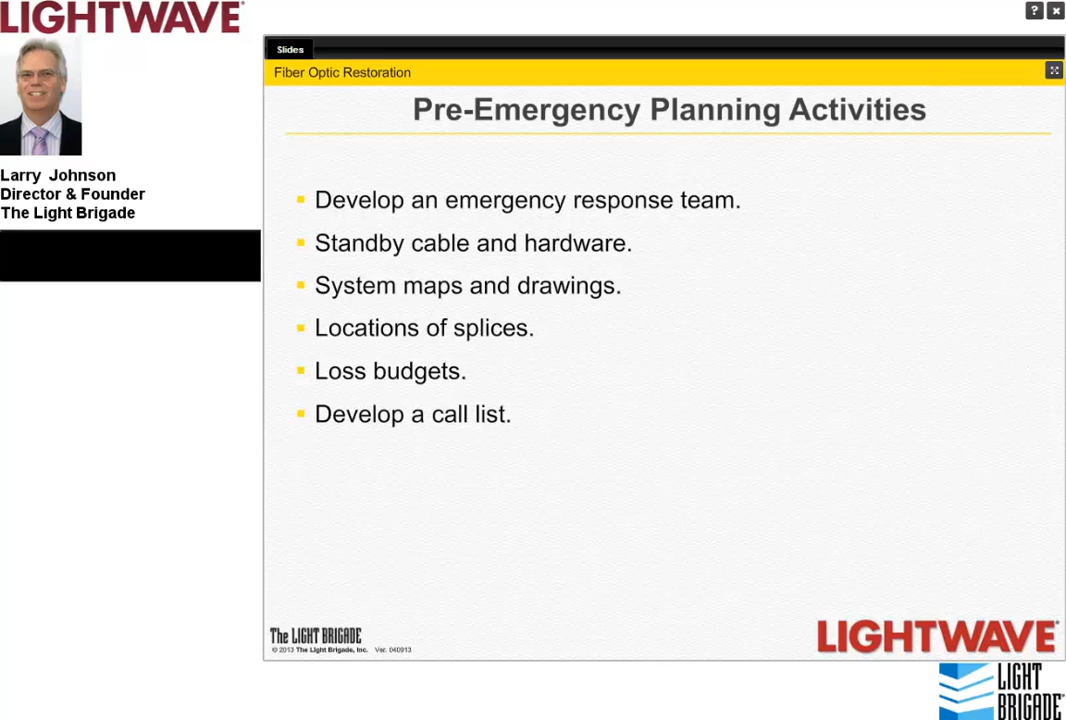 LIGHTWAVE®
Larry Johnson
Director & Founder
The Light Brigade
? ×
Slides
Fiber Optic Restoration
Pre-Emergency Planning Activities
▪ Develop an emergency response team.
▪ Standby cable and hardware.
▪ System maps and drawings.
▪ Locations of splices.
▪ Loss budgets.
▪ Develop a call list.
The LIGHT BRIGADE
© 2013 The Light Brigade, Inc. Ver. 040913
LIGHTWAVE®
LIGHT
BRIGADE®